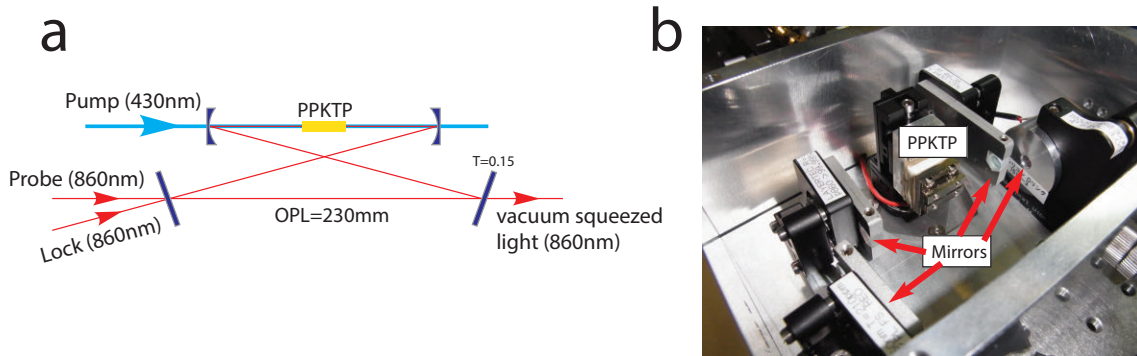 a
Pump (430nm)
PPKTP
T=0.15
Probe (860nm)
Lock (860nm)
OPL=230mm
vacuum squeezed
light (860nm)
b
PPKTP
Mirrors